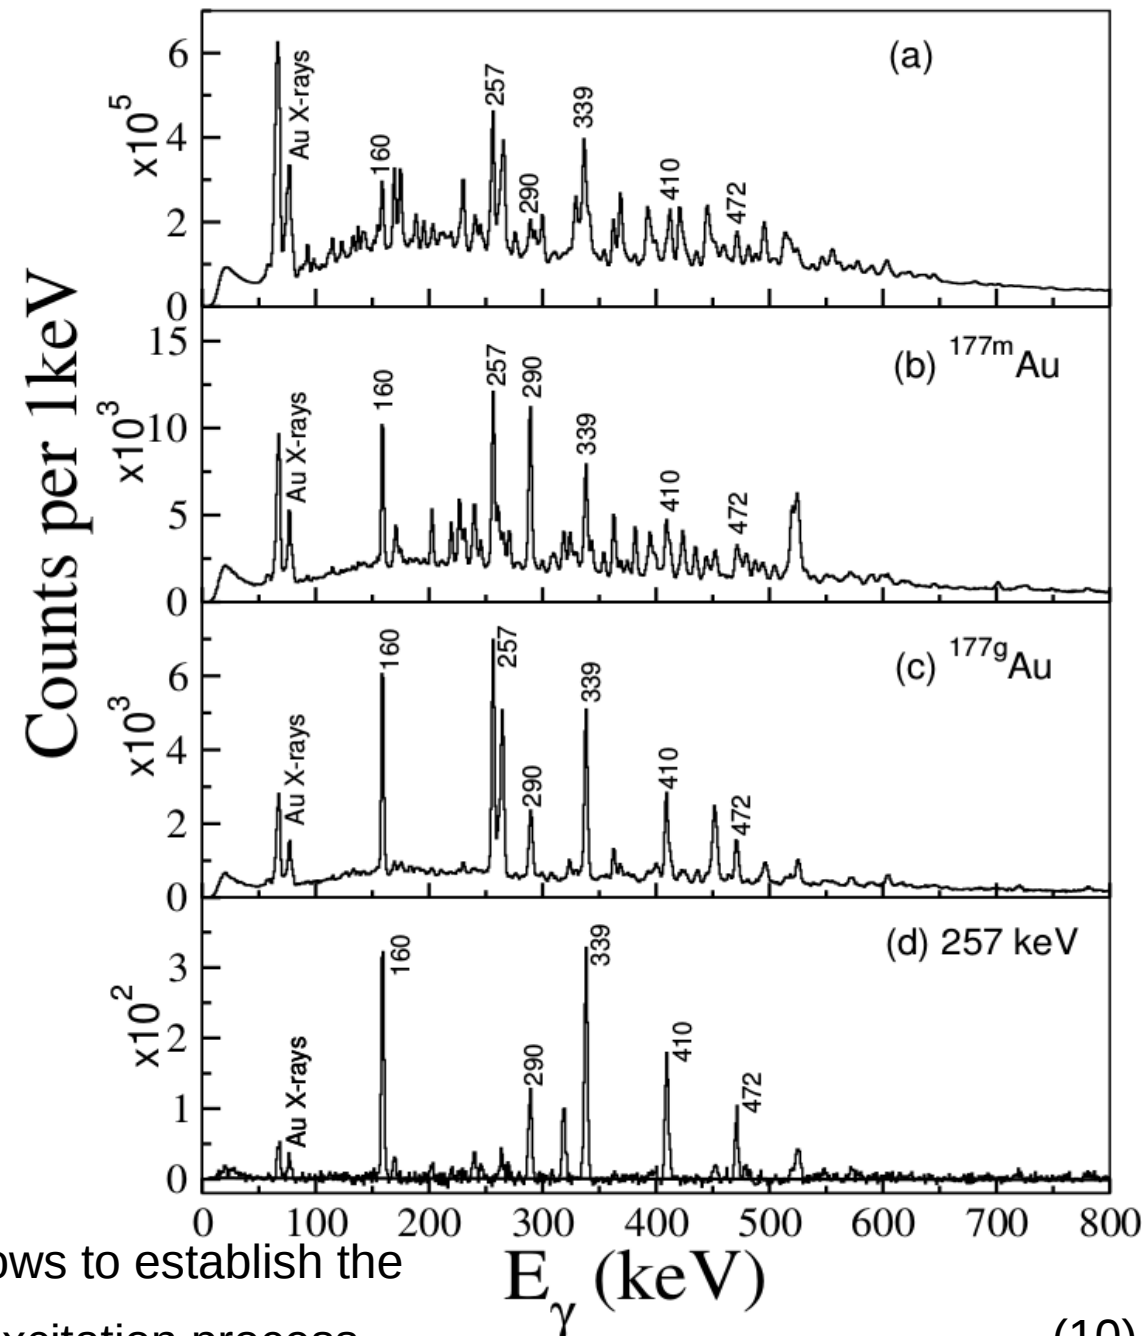 Counts per 1keV
x10^5
6
4
2
0
(a)
Au X-rays
160
257
290
339
410
472
x10^3
15
10
5
0
(b) ^177m Au
Au X-rays
160
257
290
339
410
472
x10^3
6
4
2
0
(c) ^177g Au
Au X-rays
160
257
290
339
410
472
x10^2
3
2
1
0
(d) 257 keV
Au X-rays
160
290
339
410
472
0 100 200 300 400 500 600 700 800
E_γ (keV)
ows to establish the
xcitation process
(10)